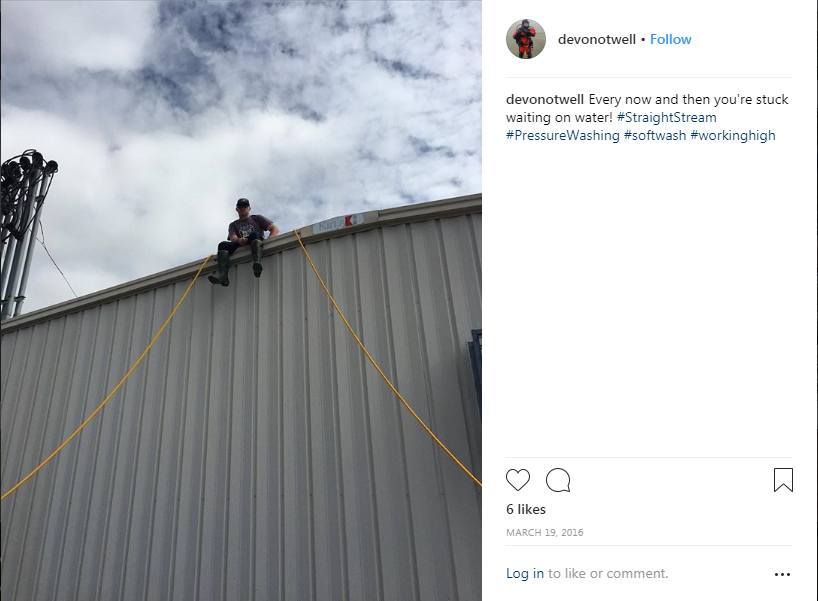 devonotwell • Follow
devonotwell Every now and then you're stuck
waiting on water! #StraightStream
#PressureWashing #softwash #workinghigh
6 likes
MARCH 19, 2016
Log in to like or comment.